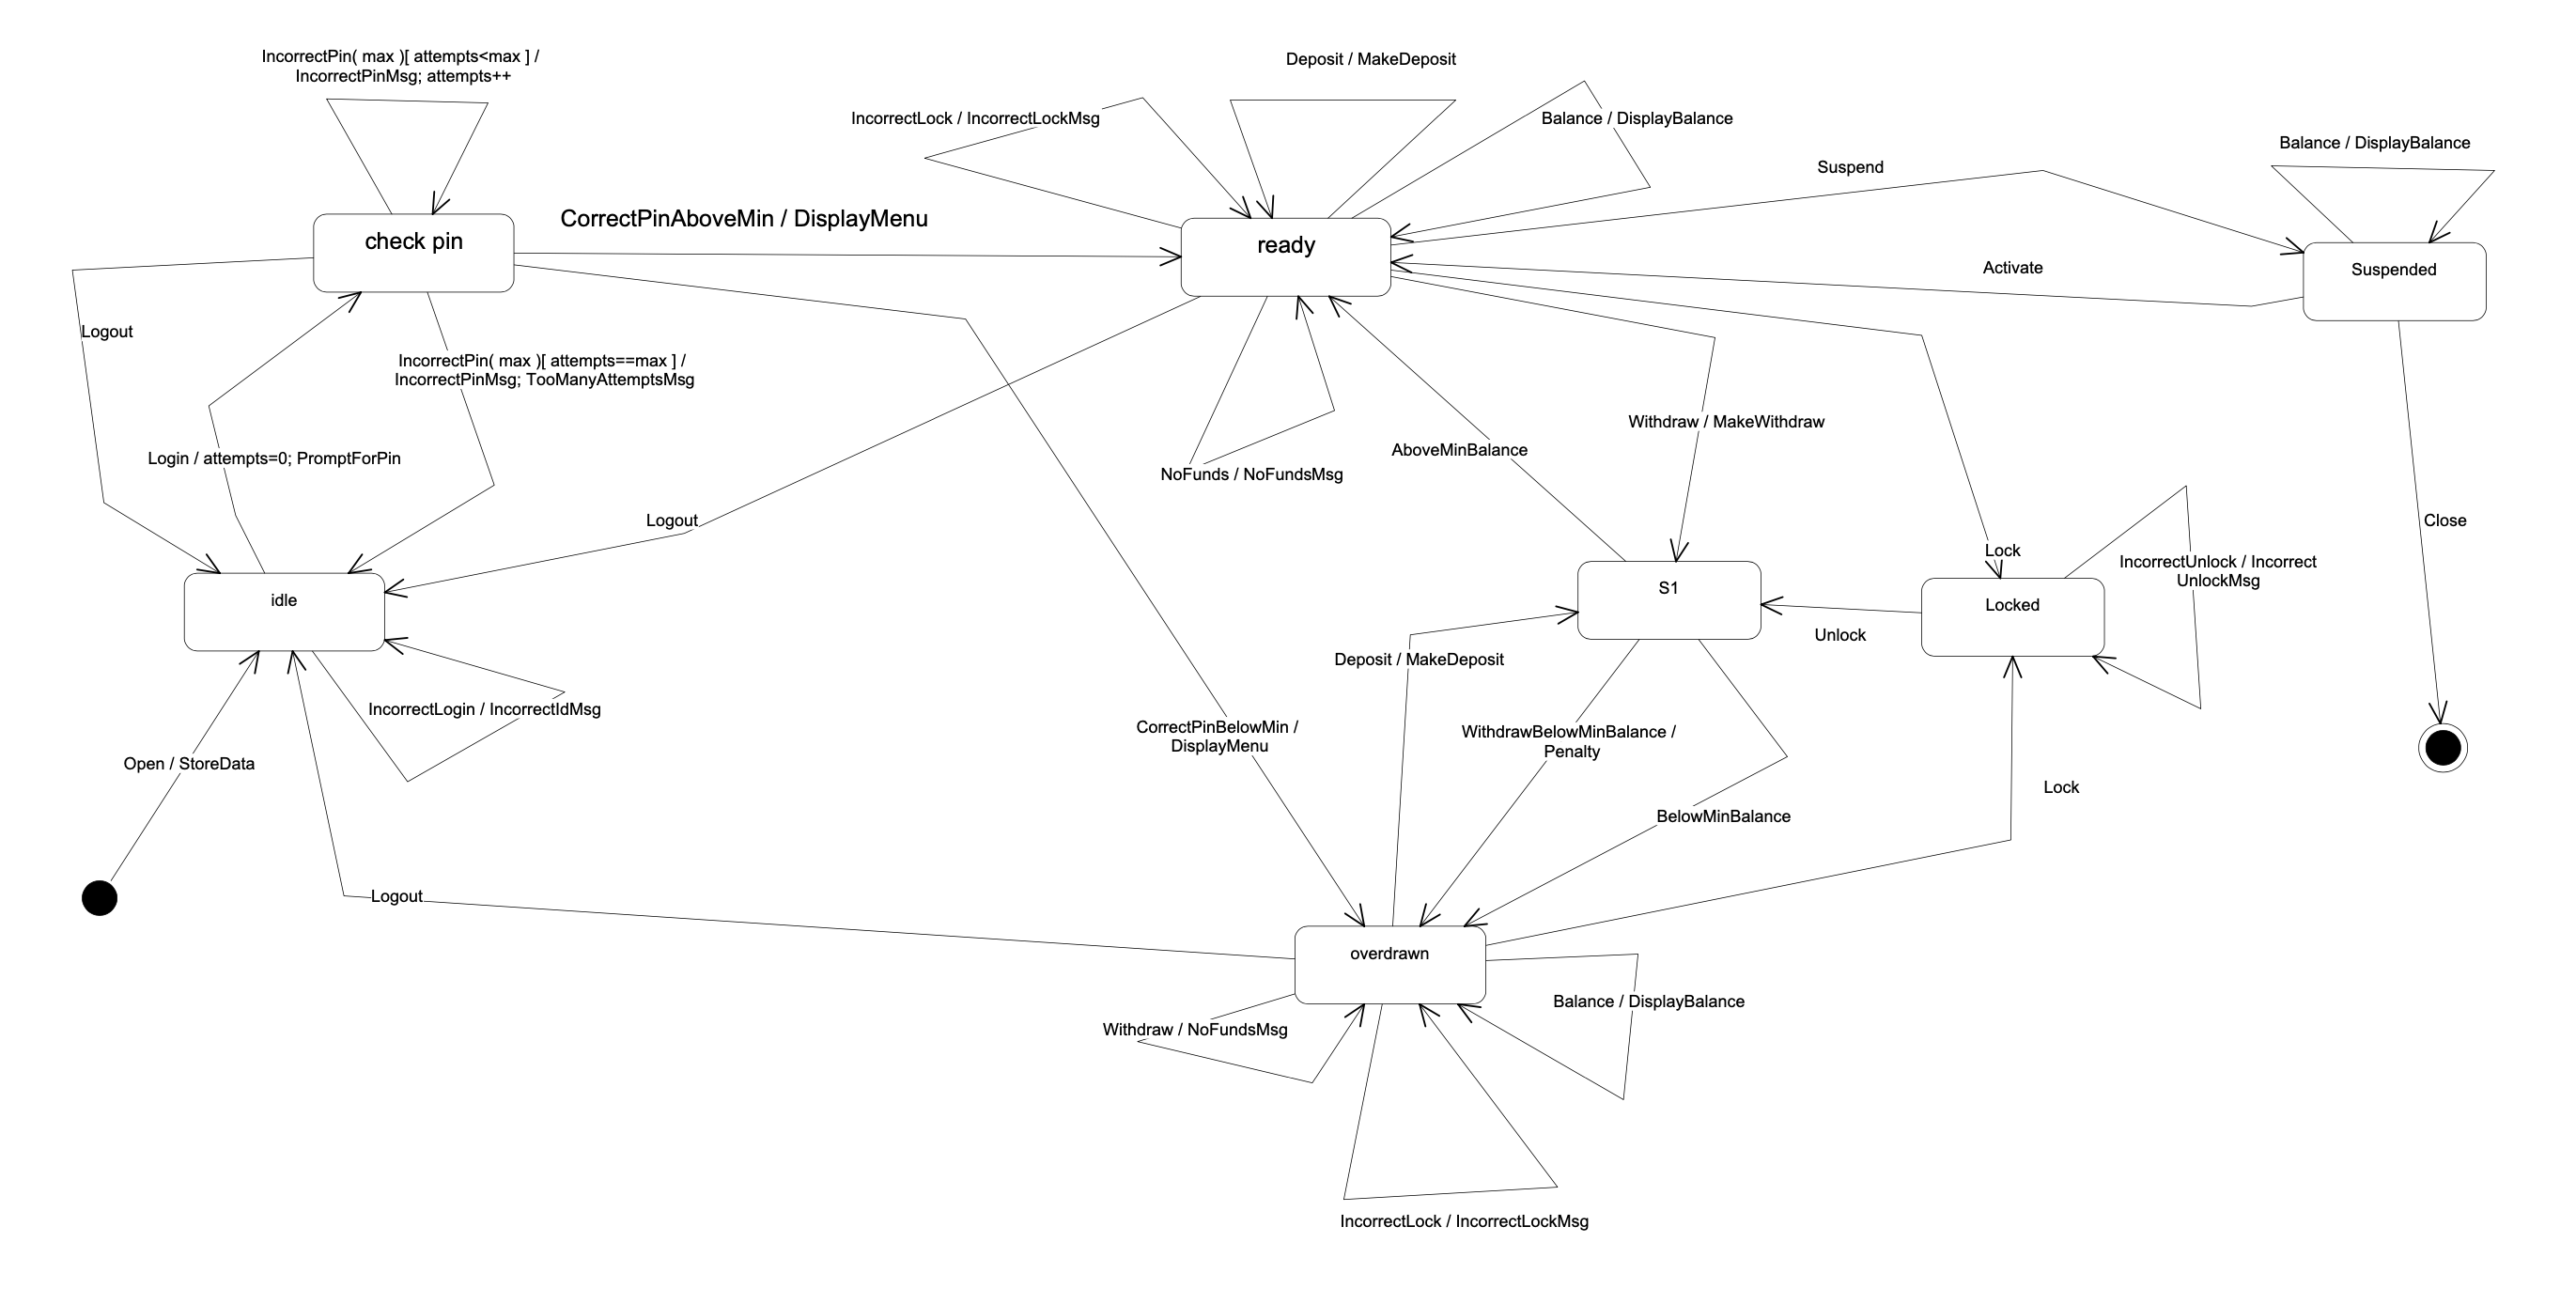 IncorrectPin( max )[ attempts<max ] /
IncorrectPinMsg; attempts++
Deposit / MakeDeposit
IncorrectLock / IncorrectLockMsg
Balance / DisplayBalance
Balance / DisplayBalance
Suspend
CorrectPinAboveMin / DisplayMenu
check pin
ready
Suspended
Activate
Logout
IncorrectPin( max )[ attempts==max ] /
IncorrectPinMsg; TooManyAttemptsMsg
Withdraw / MakeWithdraw
AboveMinBalance
Login / attempts=0; PromptForPin
NoFunds / NoFundsMsg
Logout
Close
Lock
IncorrectUnlock / Incorrect
UnlockMsg
idle
S1
Locked
Unlock
Deposit / MakeDeposit
IncorrectLogin / IncorrectIdMsg
CorrectPinBelowMin /
DisplayMenu
WithdrawBelowMinBalance /
Penalty
Open / StoreData
Lock
BelowMinBalance
Logout
overdrawn
Balance / DisplayBalance
Withdraw / NoFundsMsg
IncorrectLock / IncorrectLockMsg